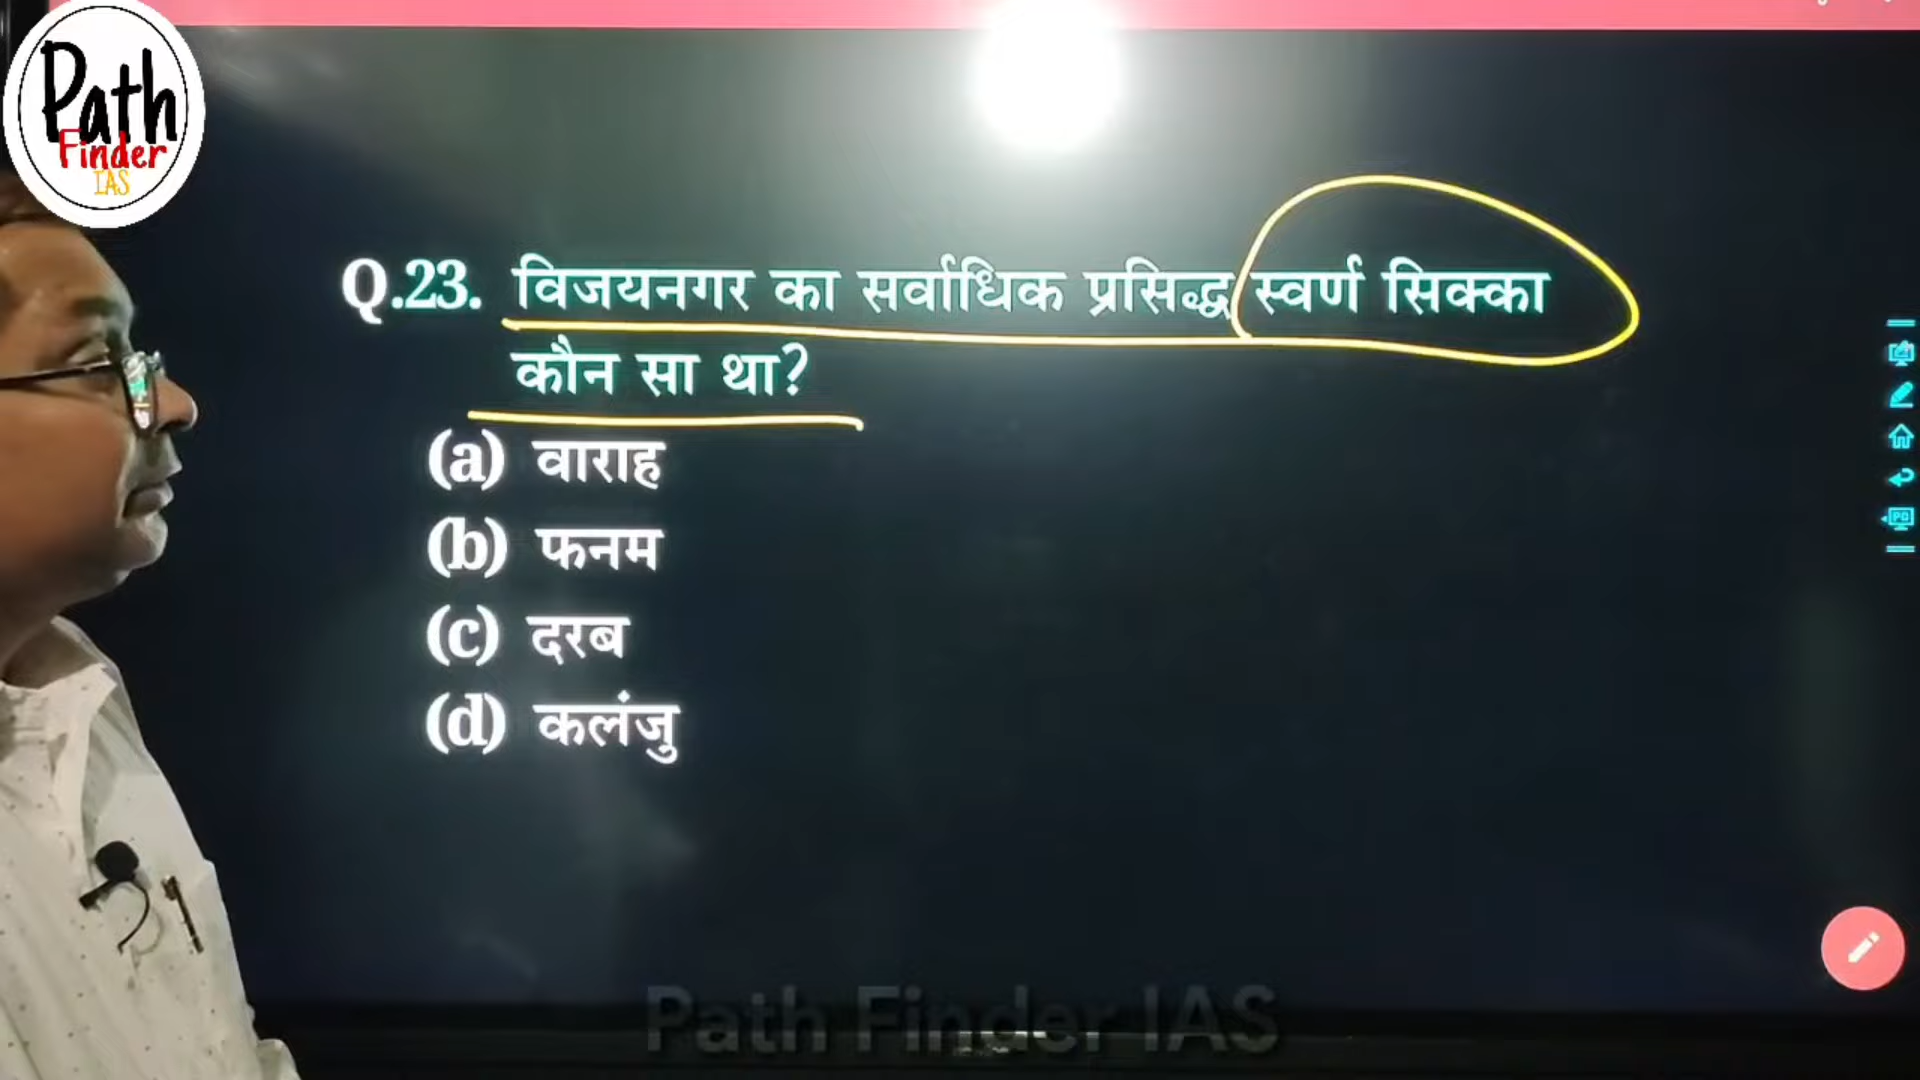 Path
Finder
IAS
Q.23. विजयनगर का सर्वाधिक प्रसिद्ध स्वर्ण सिक्का
कौन सा था?
(a) वाराह
(b) फनम
(c) दरब
(d) कलंजु
Path Finder IAS